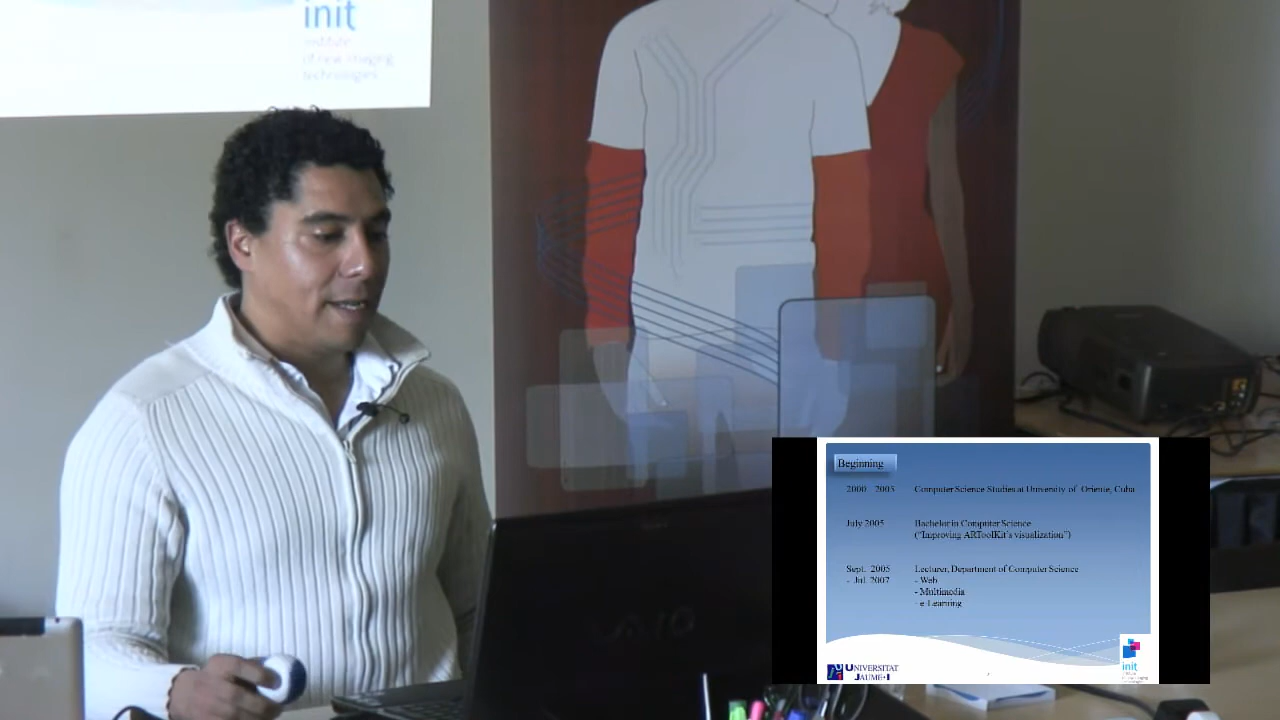 init
institute
of new imaging
technologies
VAIO
Beginning
2000 - 2005 Computer Science Studies at University of Oriente, Cuba
July 2005 Bachelor in Computer Science
("Improving ARToolKit's visualization")
Sept. 2005 Lecturer, Department of Computer Science
- Jul. 2007 - Web
- Multimedia
- e-Learning
UNIVERSITAT
JAUME·I
init